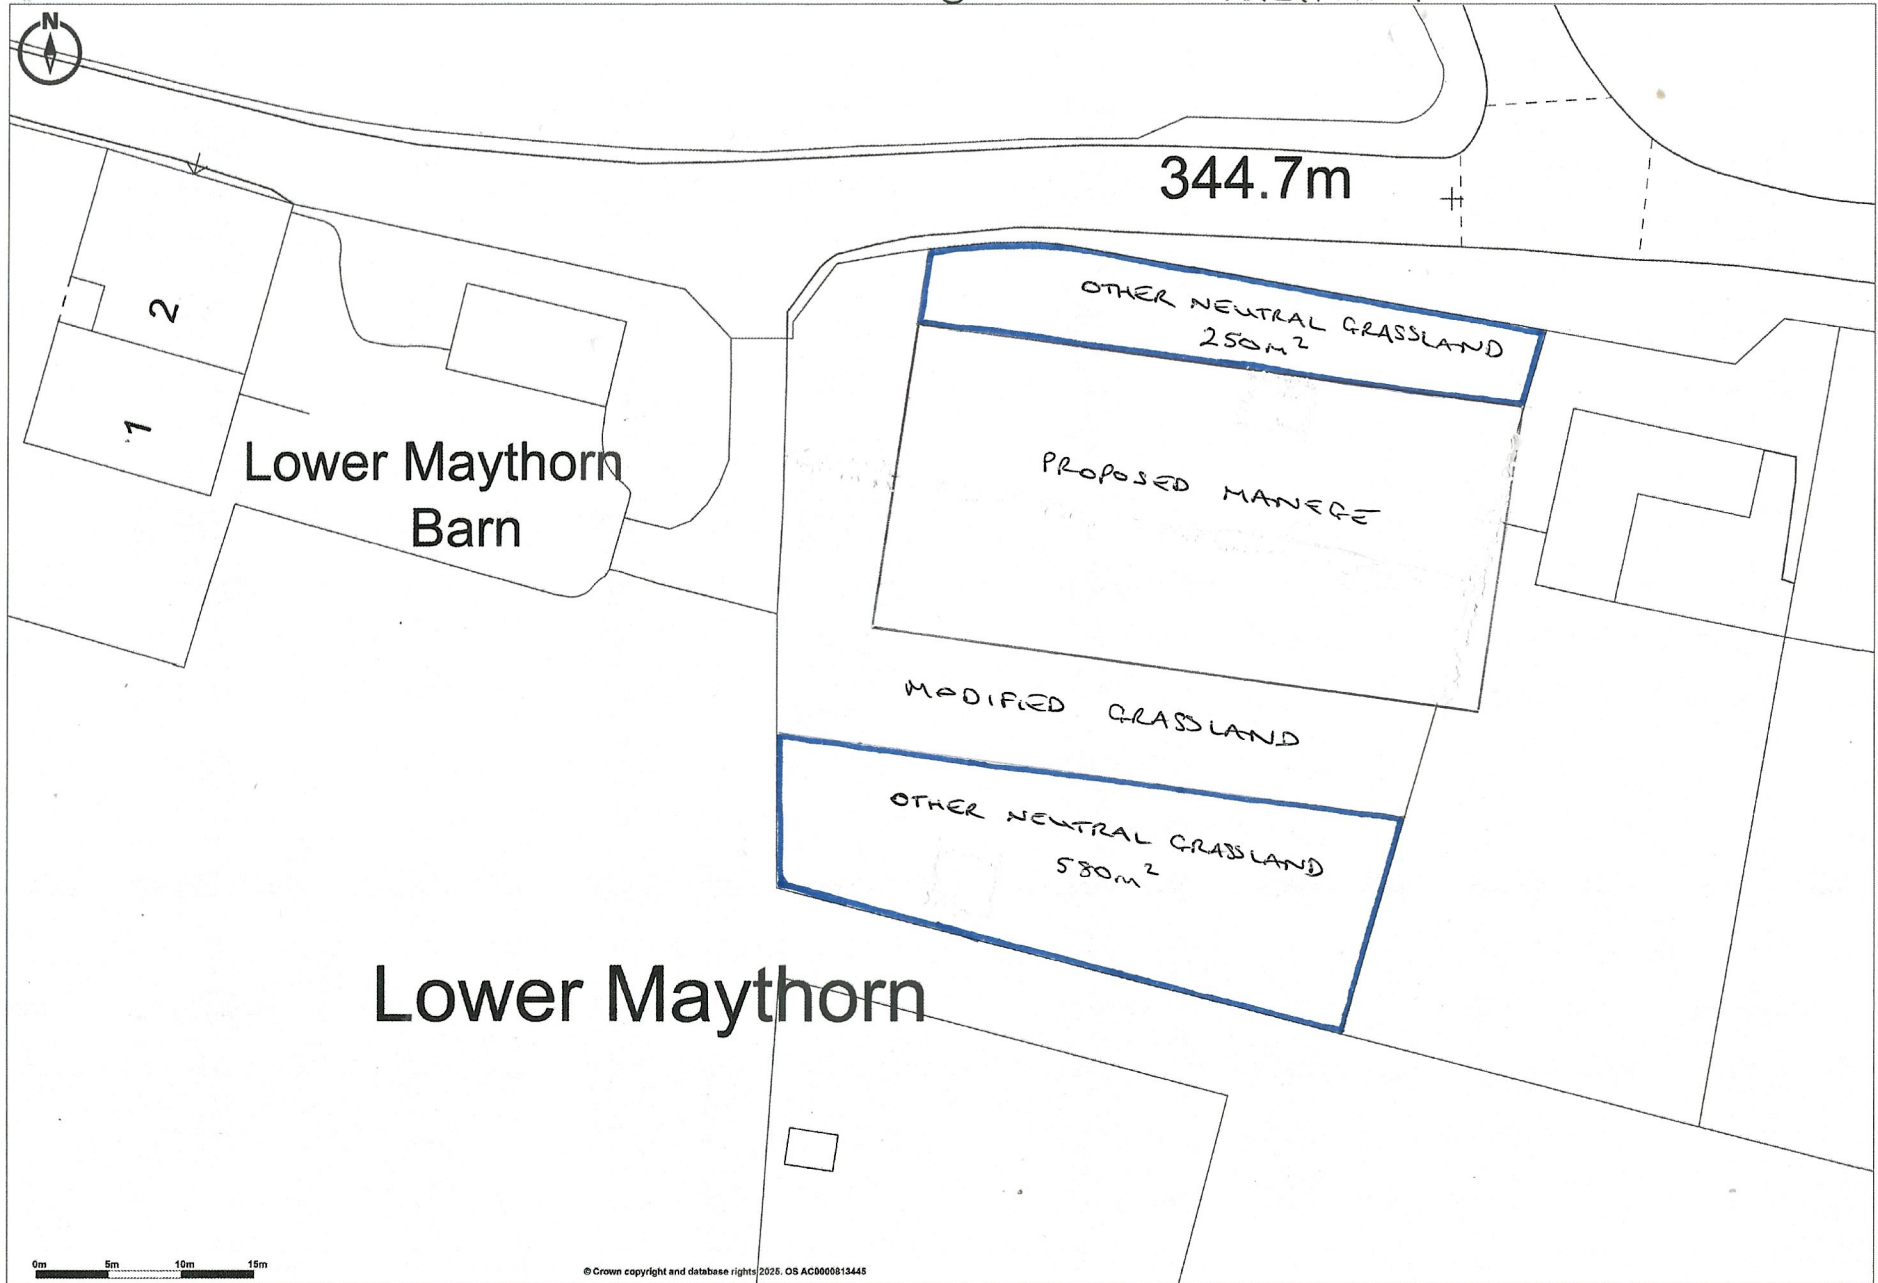 N
344.7m
OTHER NEUTRAL GRASSLAND
250m²
2
1
Lower Maythorn
Barn
PROPOSED MANEGE
MODIFIED GRASSLAND
OTHER NEUTRAL GRASSLAND
580m²
Lower Maythorn
0m 5m 10m 15m
© Crown copyright and database rights 2025. OS AC0000813445